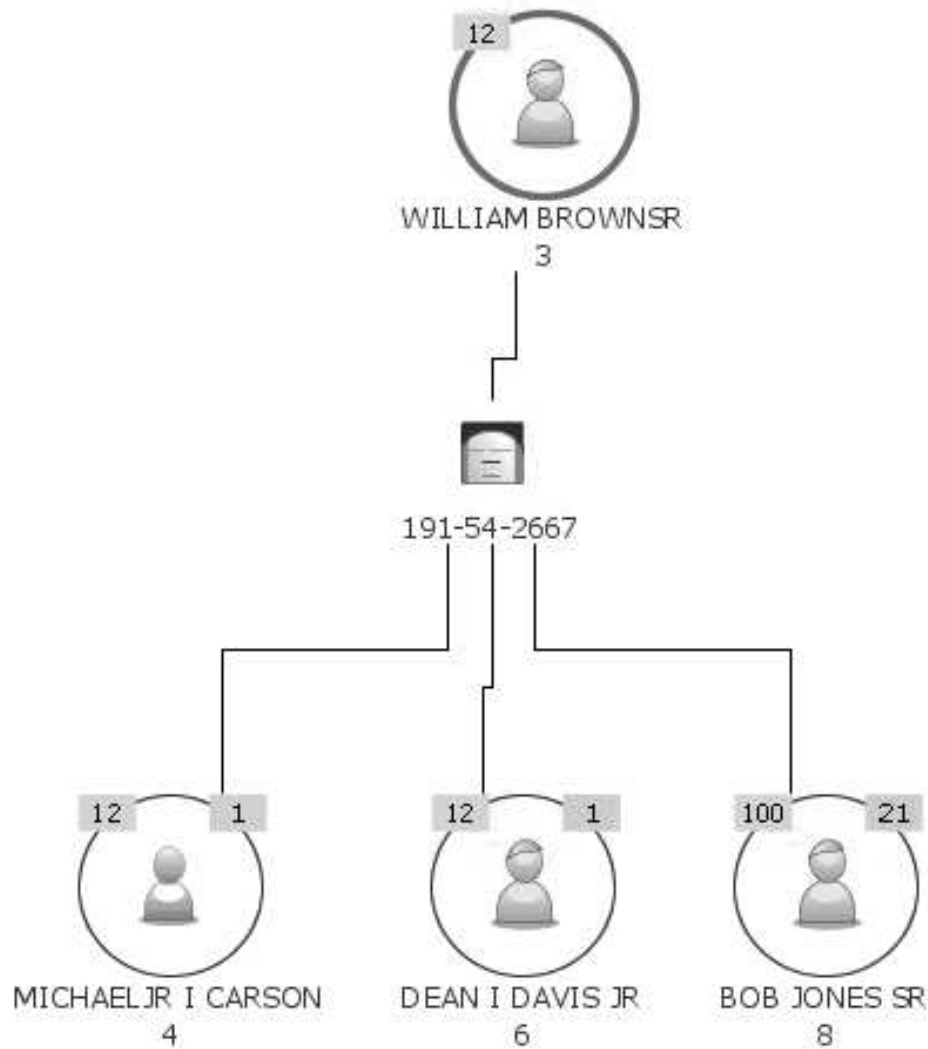 12
WILLIAM BROWNSR
3
191-54-2667
12 1
12 1
100 21
MICHAELJR I CARSON
4
DEAN I DAVIS JR
6
BOB JONES SR
8